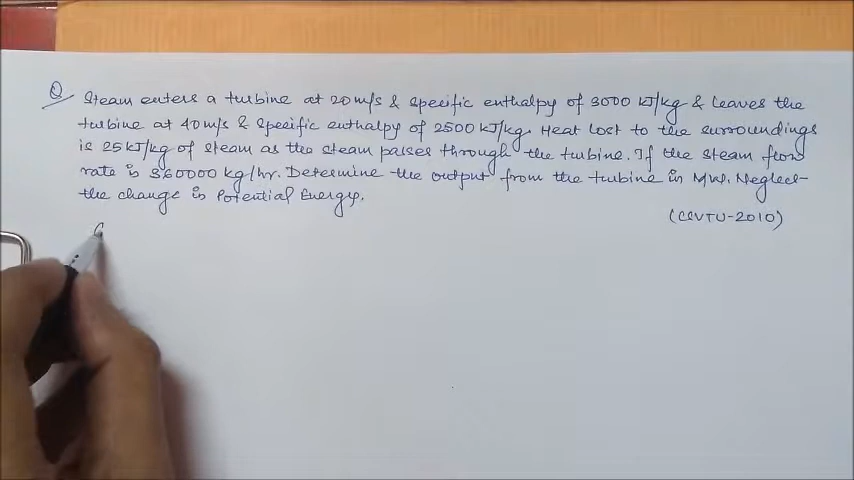 Q Steam enters a turbine at 20 m/s & specific enthalpy of 3000 kJ/kg & leaves the
turbine at 40 m/s & specific enthalpy of 2500 kJ/kg. Heat lost to the surroundings
is 25 kJ/kg of steam as the steam passes through the turbine. If the steam flow
rate is 360000 kg/hr. Determine the output from the turbine in MW. Neglect
the change in Potential Energy.
(CSVTU-2010)